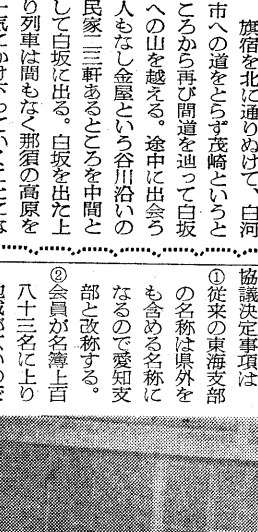 旗宿を北に通りぬけて、白河
市への道をとらず茂崎というと
ころから再び間道を辿って白坂
への山を越える。途中に出会う
人もなし金屋という谷川沿いの
民家二三軒あるところを中間と
して白坂に出る。白坂を出た上
り列車は間もなく那須の高原を
協議決定事項は
①従来の東海支部
の名称は県外を
も含める名称に
なるので愛知支
部と改称する。
②会員が名簿上百
八十三名に上り